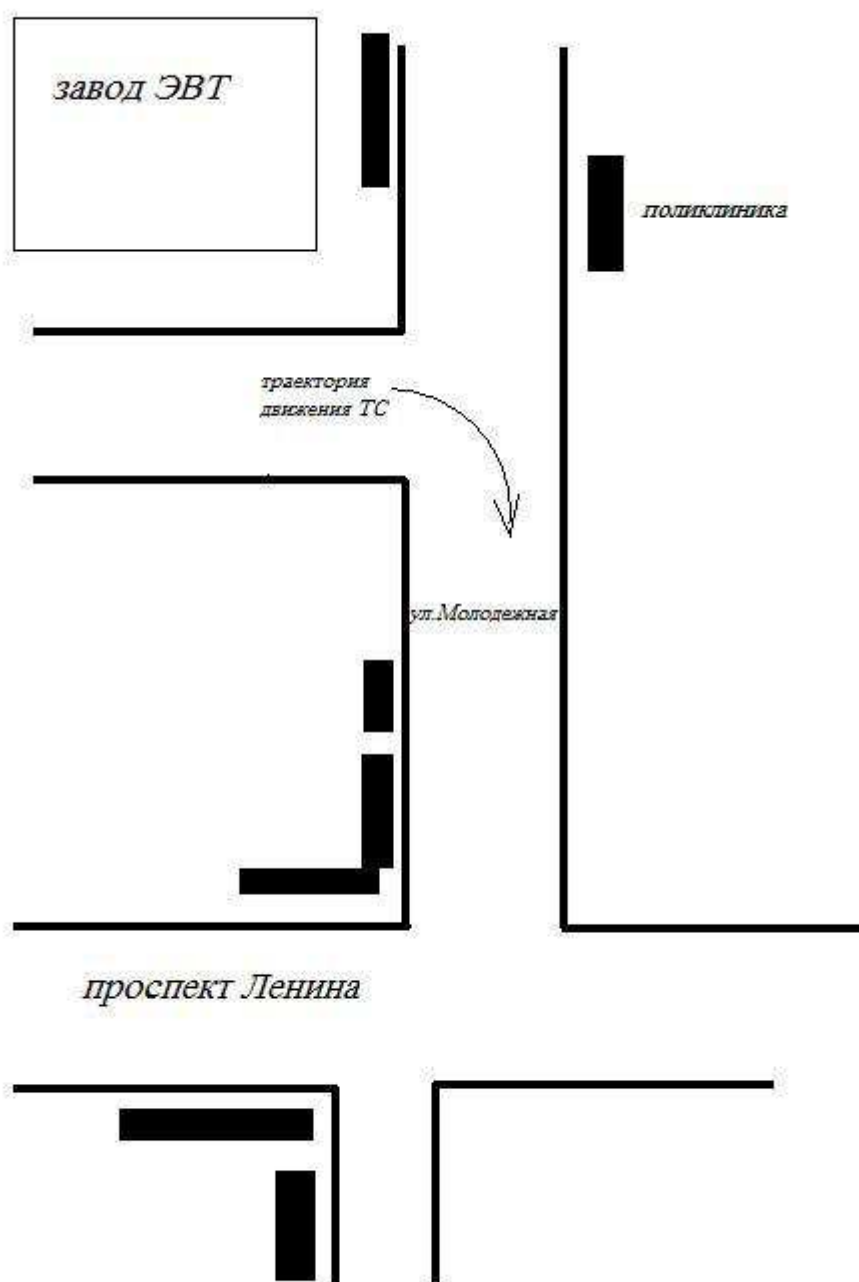 завод ЭВТ
поликлиника
траектория
движения ТС
ул.Молодежная
проспект Ленина